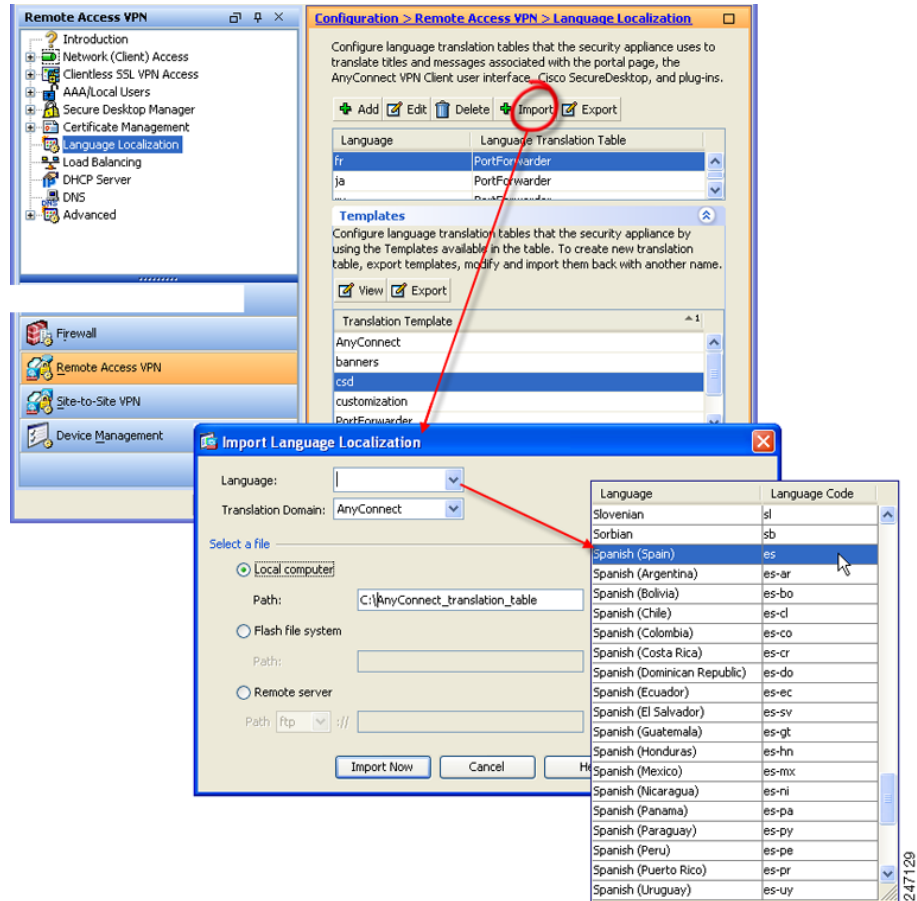 Remote Access VPN
Introduction
Network (Client) Access
Clientless SSL VPN Access
AAA/Local Users
Secure Desktop Manager
Certificate Management
Language Localization
Load Balancing
DHCP Server
DNS
Advanced
Firewall
Remote Access VPN
Site-to-Site VPN
Device Management
Configuration > Remote Access VPN > Language Localization
Configure language translation tables that the security appliance uses to
translate titles and messages associated with the portal page, the
AnyConnect VPN Client user interface, Cisco SecureDesktop, and plug-ins.
Add Edit Delete Import Export
Language Language Translation Table
fr PortForwarder
ja PortForwarder
Templates
Configure language translation tables that the security appliance by
using the Templates available in the table. To create new translation
table, export templates, modify and import them back with another name.
View Export
Translation Template 1
AnyConnect
banners
csd
customization
PortForwarder
Import Language Localization
Language:
Translation Domain: AnyConnect
Select a file
Local computer
Path: C:\AnyConnect_translation_table
Flash file system
Path:
Remote server
Path ftp ://
Import Now Cancel He
Language Language Code
Slovenian sl
Sorbian sb
Spanish (Spain) es
Spanish (Argentina) es-ar
Spanish (Bolivia) es-bo
Spanish (Chile) es-cl
Spanish (Colombia) es-co
Spanish (Costa Rica) es-cr
Spanish (Dominican Republic) es-do
Spanish (Ecuador) es-ec
Spanish (El Salvador) es-sv
Spanish (Guatemala) es-gt
Spanish (Honduras) es-hn
Spanish (Mexico) es-mx
Spanish (Nicaragua) es-ni
Spanish (Panama) es-pa
Spanish (Paraguay) es-py
Spanish (Peru) es-pe
Spanish (Puerto Rico) es-pr
Spanish (Uruguay) es-uy
247129